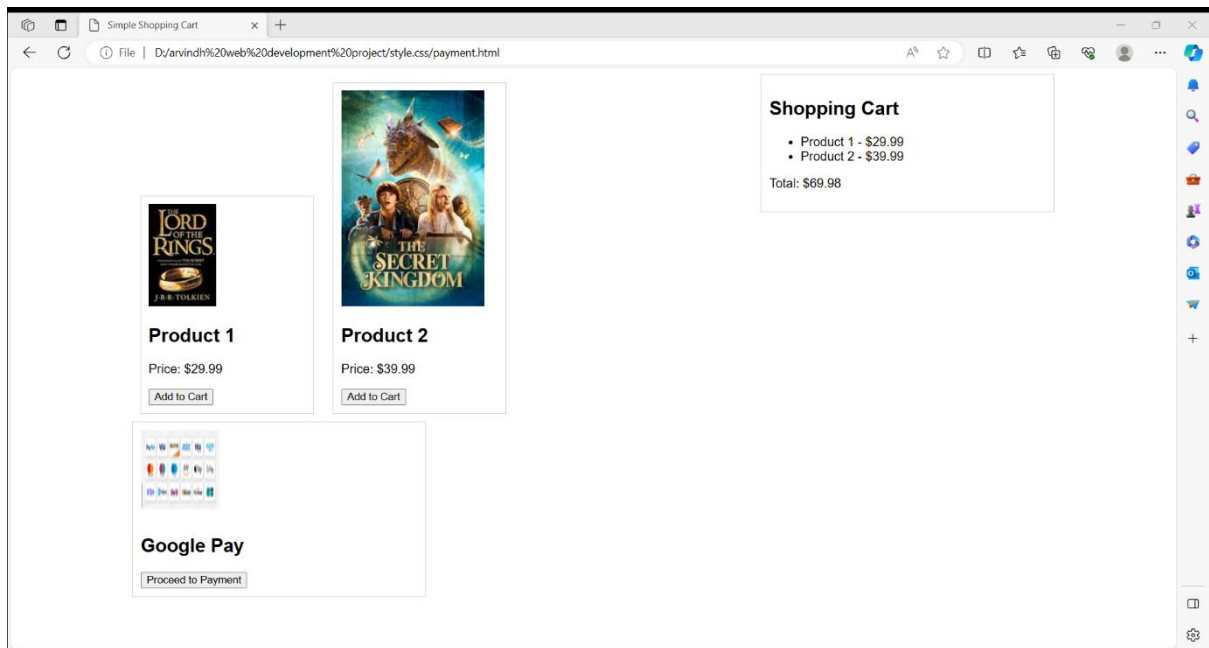 Simple Shopping Cart
File | D:/arvindh%20web%20development%20project/style.css/payment.html
Shopping Cart
• Product 1 - $29.99
• Product 2 - $39.99
Total: $69.98
THE
LORD
OF THE
RINGS
J·R·R·TOLKIEN
THE
SECRET
KINGDOM
Product 1
Price: $29.99
Add to Cart
Product 2
Price: $39.99
Add to Cart
Google Pay
Proceed to Payment